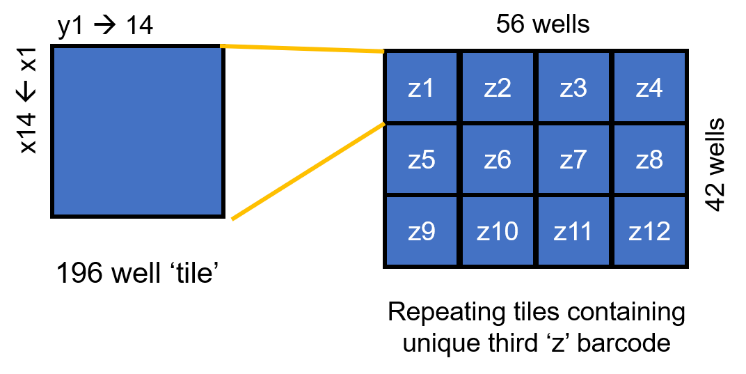 y1 → 14
x14 ← x1
196 well ‘tile’
56 wells
z1 z2 z3 z4
z5 z6 z7 z8
z9 z10 z11 z12
42 wells
Repeating tiles containing
unique third ‘z’ barcode